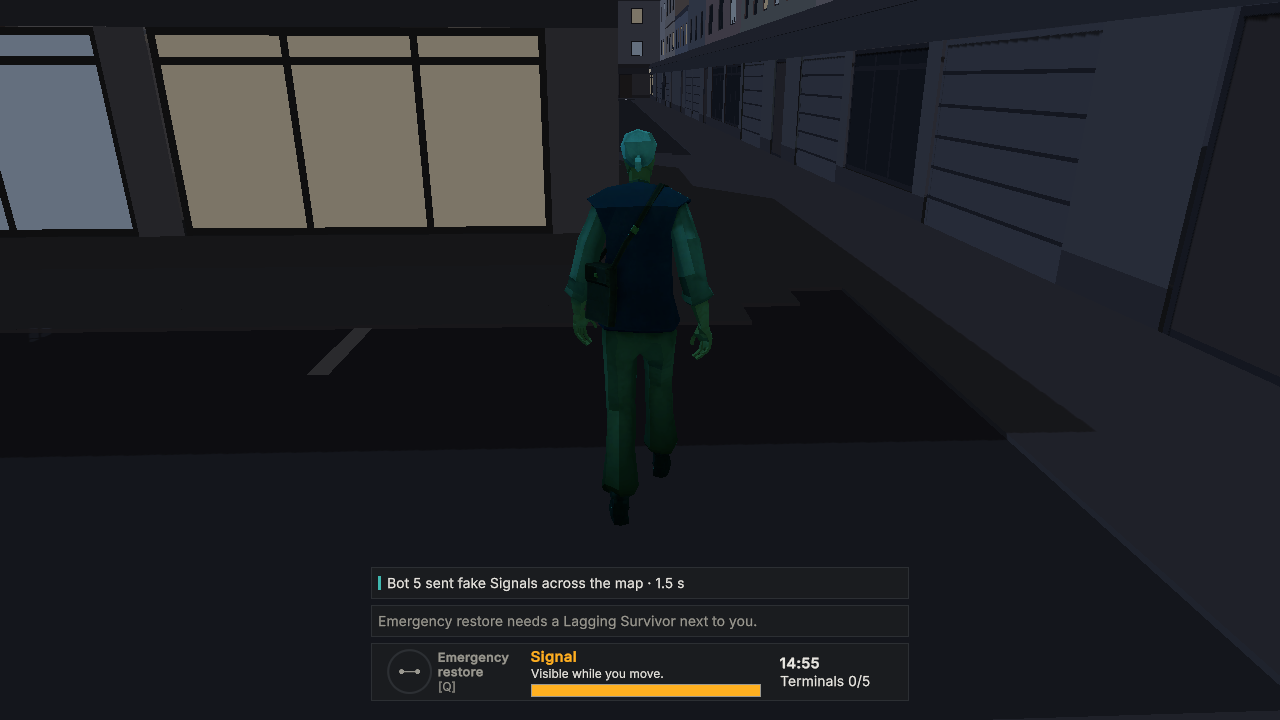 Bot 5 sent fake Signals across the map · 1.5 s
Emergency restore needs a Lagging Survivor next to you.
Emergency
restore
[Q]
Signal
Visible while you move.
14:55
Terminals 0/5